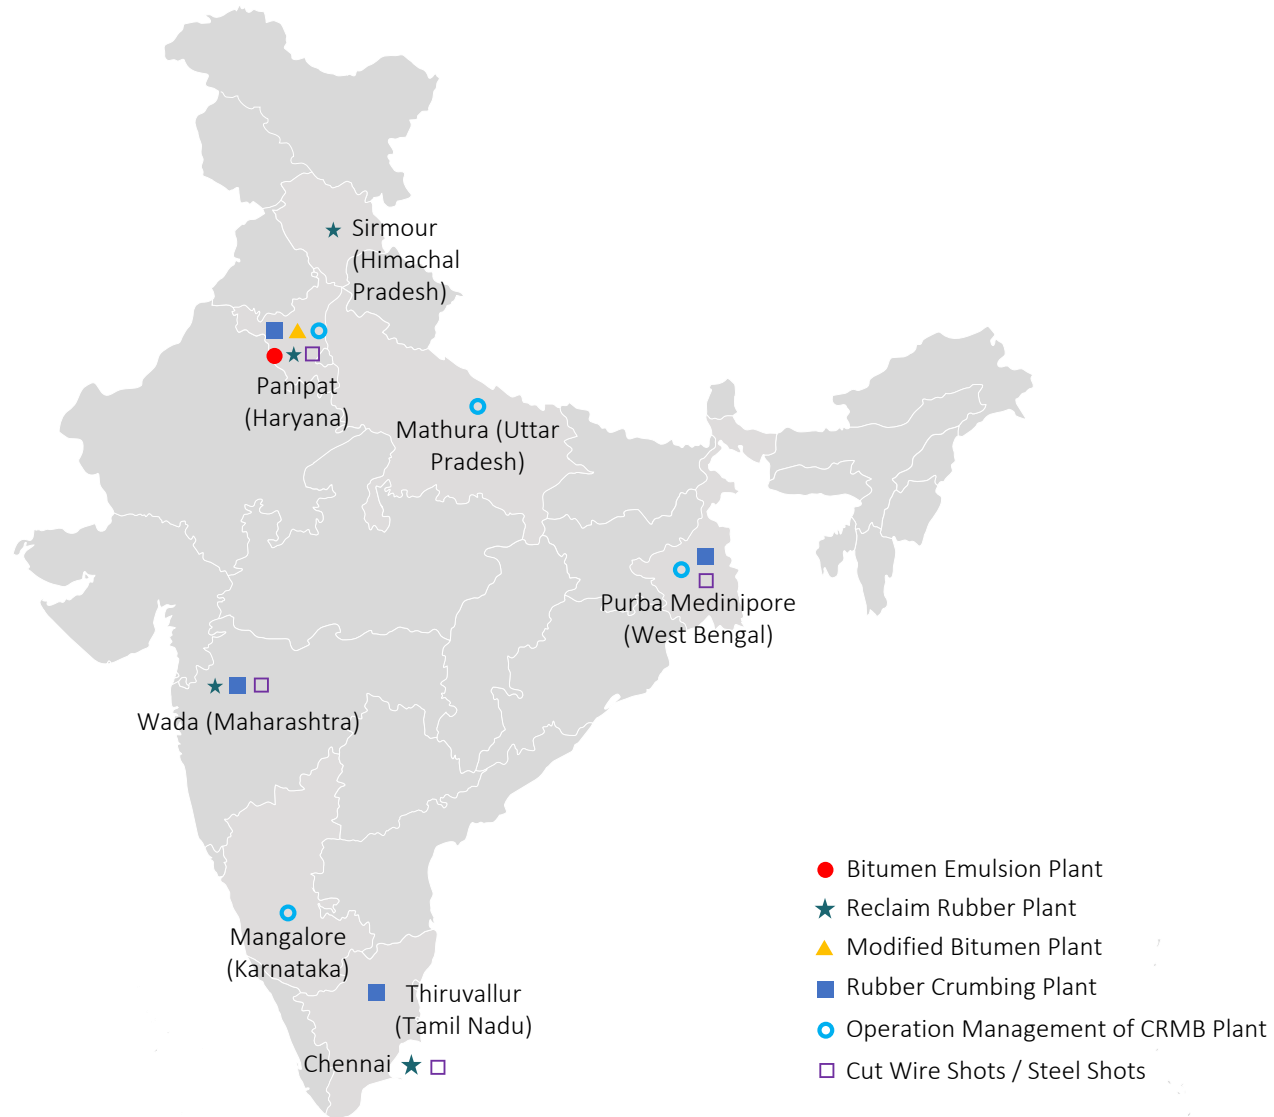 Sirmour
(Himachal
Pradesh)
Panipat
(Haryana)
Mathura (Uttar
Pradesh)
Purba Medinipore
(West Bengal)
Wada (Maharashtra)
Mangalore
(Karnataka)
Thiruvallur
(Tamil Nadu)
Chennai
Bitumen Emulsion Plant
Reclaim Rubber Plant
Modified Bitumen Plant
Rubber Crumbing Plant
Operation Management of CRMB Plant
Cut Wire Shots / Steel Shots